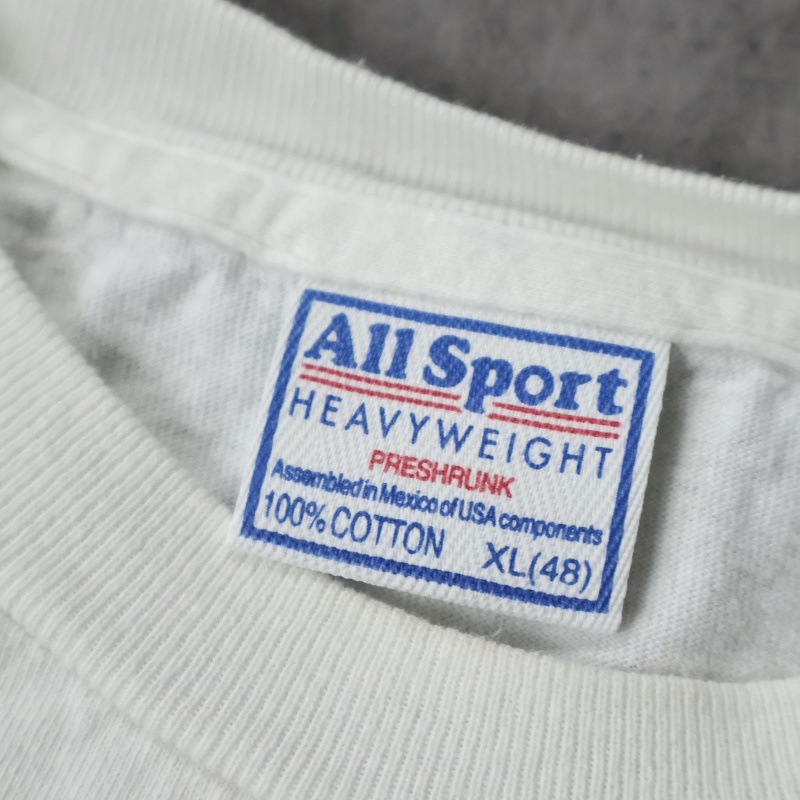 All Sport
HEAVYWEIGHT
PRESHRUNK
Assembled in Mexico of USA components
100% COTTON XL(48)